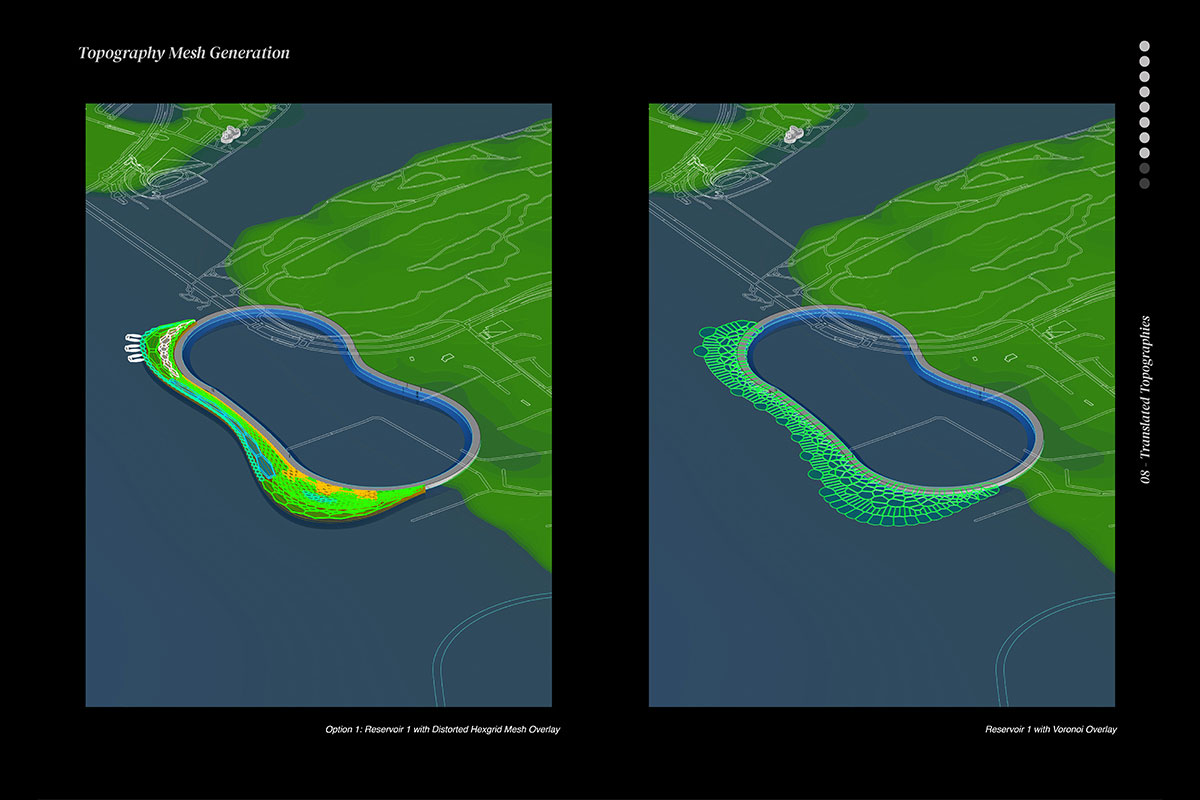 Topography Mesh Generation
Option 1: Reservoir 1 with Distorted Hexgrid Mesh Overlay
Reservoir 1 with Voronoi Overlay
08 - Translated Topographies